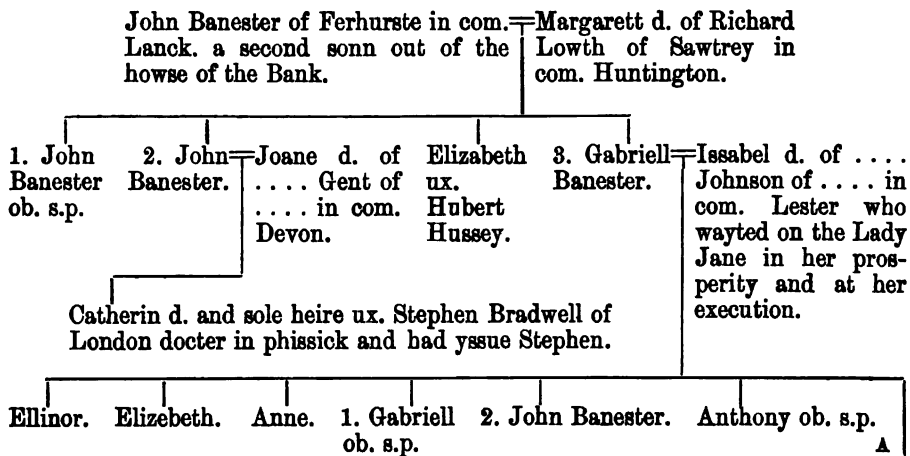 John Banester of Ferhurste in com.
Lanck. a second sonn out of the
howse of the Bank.
Margarett d. of Richard
Lowth of Sawtrey in
com. Huntington.
1. John
Banester
ob. s.p.
2. John
Banester.
Joane d. of
. . . . Gent of
. . . . in com.
Devon.
Elizabeth
ux.
Hubert
Hussey.
3. Gabriell
Banester.
Issabel d. of . . . .
Johnson of . . . . in
com. Lester who
wayted on the Lady
Jane in her pros-
perity and at her
execution.
Catherin d. and sole heire ux. Stephen Bradwell of
London docter in phissick and had yssue Stephen.
Ellinor.
Elizebeth.
Anne.
1. Gabriell
ob. s.p.
2. John Banester.
Anthony ob. s.p.
A